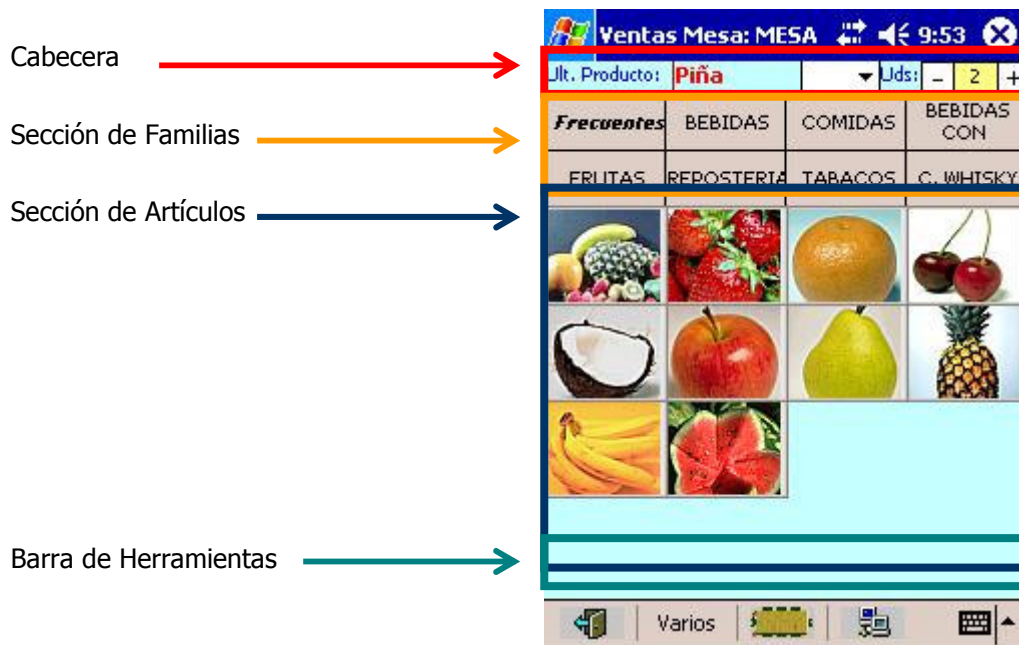 Cabecera
Sección de Familias
Sección de Artículos
Barra de Herramientas
Ventas Mesa: MESA 9:53
Ult. Producto: Piña Uds: - 2 +
Frecuentes BEBIDAS COMIDAS BEBIDAS CON
FRUTAS REPOSTERIA TABACOS C. WHISKY
Varios